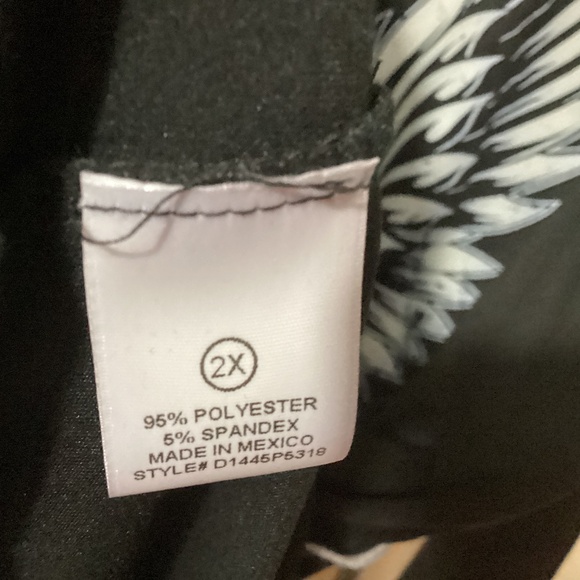 2X
95% POLYESTER
5% SPANDEX
MADE IN MEXICO
STYLE# D1445P5318